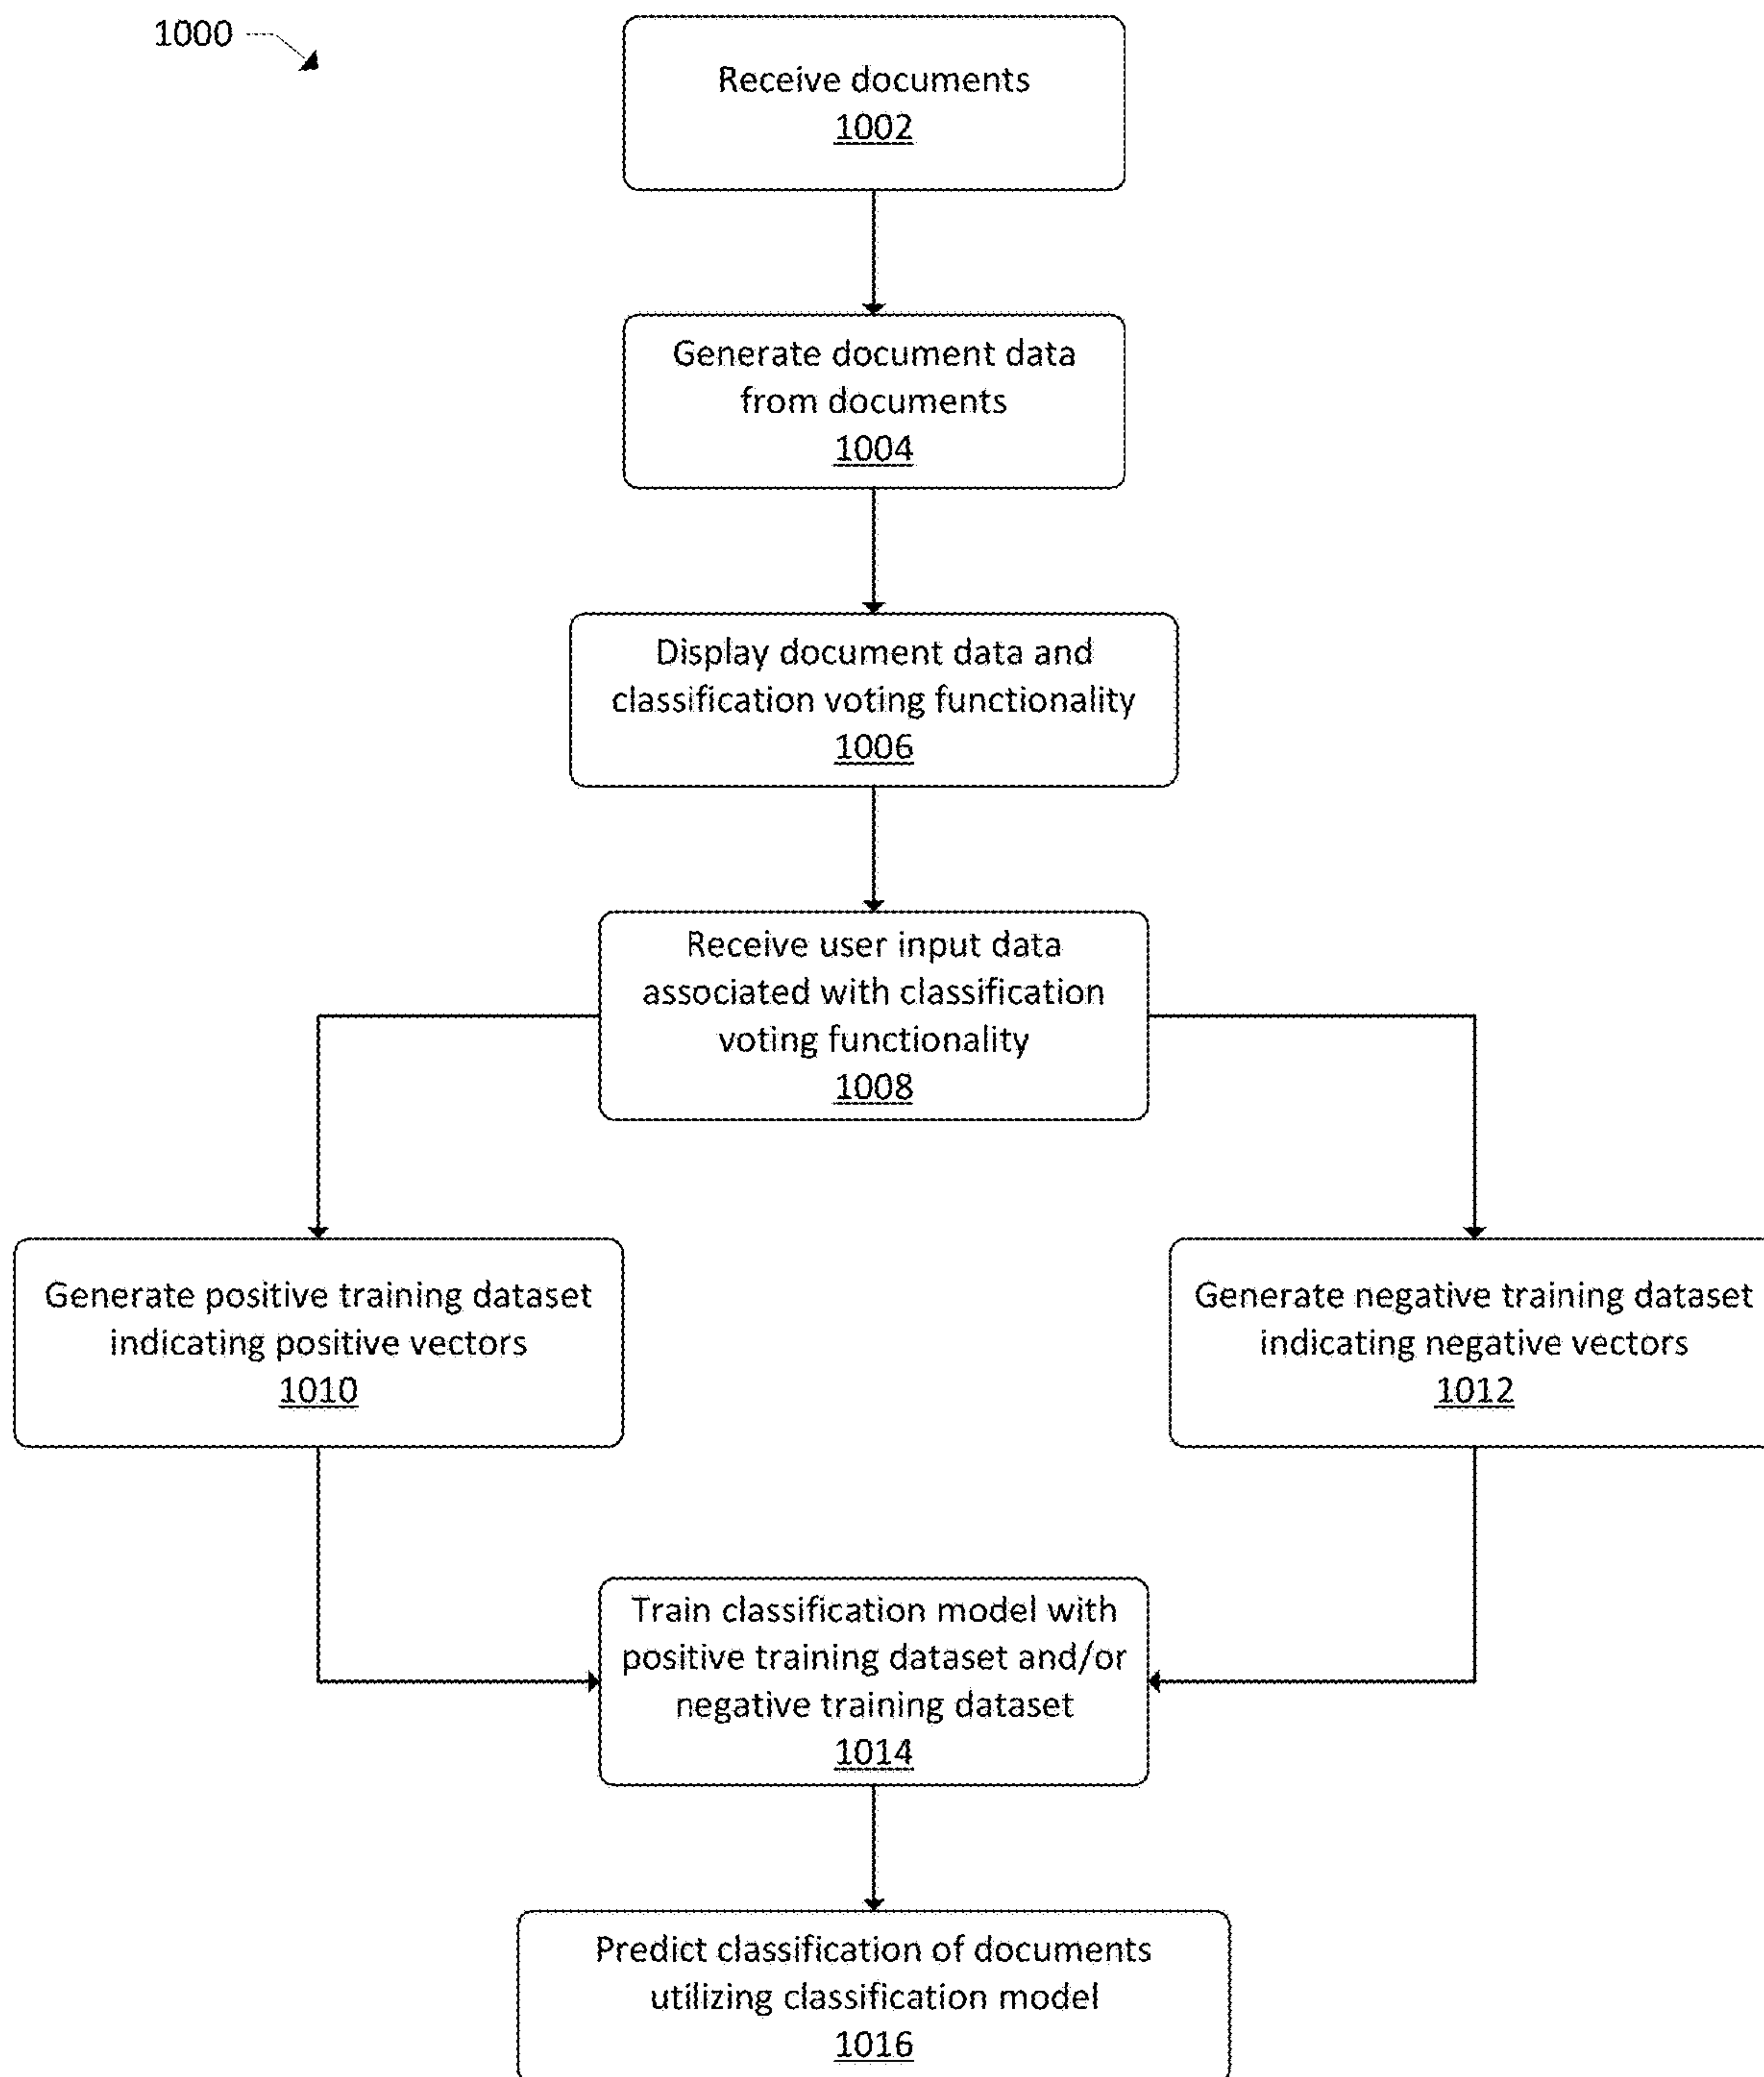 1000
Receive documents
1002
Generate document data
from documents
1004
Display document data and
classification voting functionality
1006
Receive user input data
associated with classification
voting functionality
1008
Generate positive training dataset
indicating positive vectors
1010
Generate negative training dataset
indicating negative vectors
1012
Train classification model with
positive training dataset and/or
negative training dataset
1014
Predict classification of documents
utilizing classification model
1016